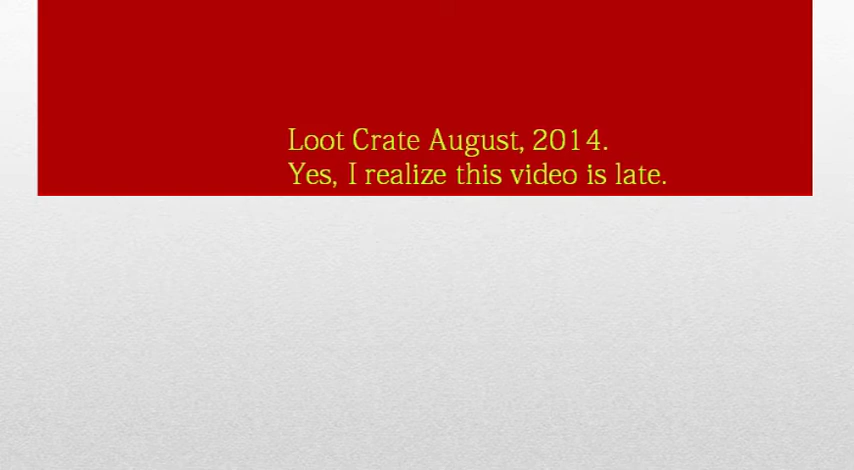 Loot Crate August, 2014.
Yes, I realize this video is late.